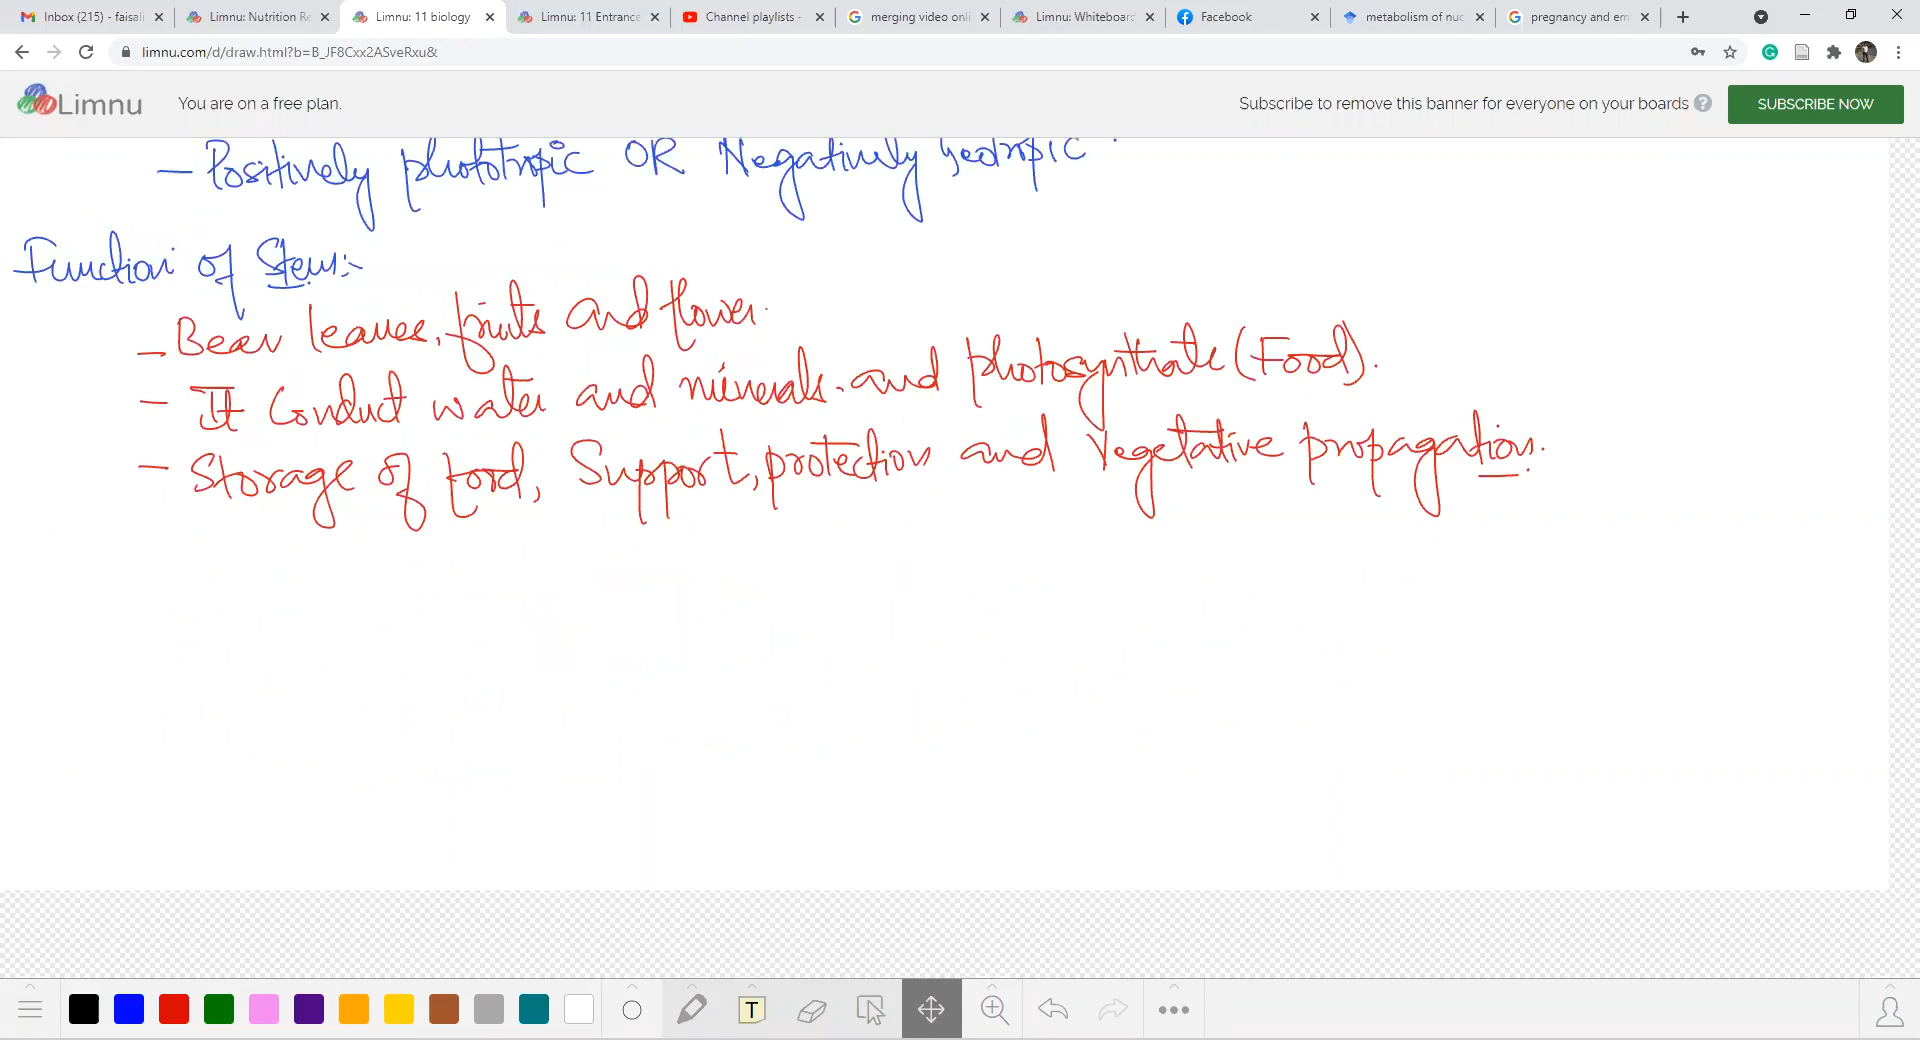 Inbox (215) - faisali
Limnu: Nutrition Re
Limnu: 11 biology
Limnu: 11 Entrance
Channel playlists -
merging video onli
Limnu: Whiteboard
Facebook
metabolism of nuc
pregnancy and em
limnu.com/d/draw.html?b=B_JF8Cxx2ASveRxu&
Limnu
You are on a free plan.
Subscribe to remove this banner for everyone on your boards ?
SUBSCRIBE NOW
- Positively phototropic OR Negatively geotropic.
Function of Stem:-
- Bear leaves, fruits and flower.
- It Conduct water and minerals. and photosynthate (Food).
- Storage of food, Support, protection and Vegetative propagation.
T